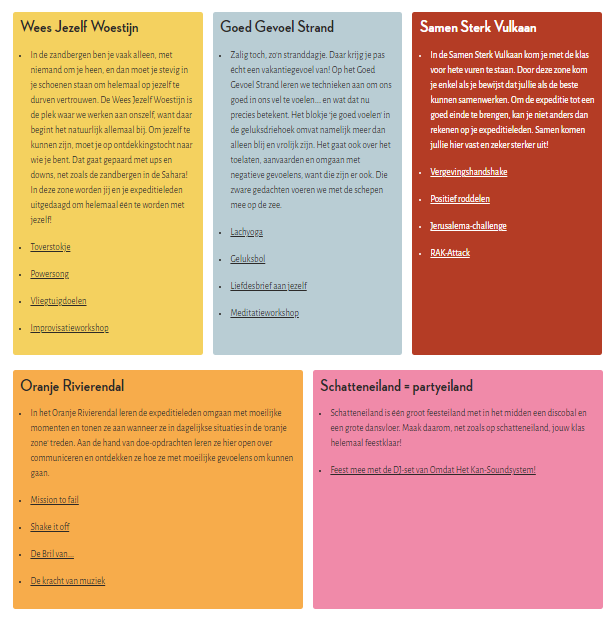 Wees Jezelf Woestijn
In de zandbergen ben je vaak alleen, met
niemand om je heen, en dan moet je stevig in
je schoenen staan om helemaal op jezelf te
durven vertrouwen. De Wees Jezelf Woestijn is
de plek waar we werken aan onszelf, want daar
begint het natuurlijk allemaal bij. Om jezelf te
kunnen zijn, moet je op ontdekkingstocht naar
wie je bent. Dat gaat gepaard met ups en
downs, net zoals de zandbergen in de Sahara!
In deze zone worden jij en je expeditieleden
uitgedaagd om helemaal één te worden met
jezelf!
Toverstokje
Powersong
Vliegtuigdoelen
Improvisatieworkshop
Goed Gevoel Strand
Zalig toch, zo'n stranddagje. Daar krijg je pas
écht een vakantiegevoel van! Op het Goed
Gevoel Strand leren we technieken aan om ons
goed in ons vel te voelen... en wat dat nu
precies betekent. Het blokje 'je goed voelen' in
de geluksdriehoek omvat namelijk meer dan
alleen blij en vrolijk zijn. Het gaat ook over het
toelaten, aanvaarden en omgaan met
negatieve gevoelens, want die zijn er ook. Die
zware gedachten voeren we met de schepen
mee op de zee.
Lachyoga
Geluksbol
Liefdesbrief aan jezelf
Meditatieworkshop
Samen Sterk Vulkaan
In de Samen Sterk Vulkaan kom je met de klas
voor hete vuren te staan. Door deze zone kom
je enkel als je bewijst dat jullie als de beste
kunnen samenwerken. Om de expeditie tot een
goed einde te brengen, kan je niet anders dan
rekenen op je expeditieleden. Samen komen
jullie hier vast en zeker sterker uit!
Vergevingshandshake
Positief roddelen
Jerusalema-challenge
RAK-Attack
Oranje Rivierendal
In het Oranje Rivierendal leren de expeditieleden omgaan met moeilijke
momenten en tonen ze aan wanneer ze in dagelijkse situaties in de 'oranje
zone' treden. Aan de hand van doe-opdrachten leren ze hier open over
communiceren en ontdekken ze hoe ze met moeilijke gevoelens om kunnen
gaan.
Mission to fail
Shake it off
De Bril van...
De kracht van muziek
Schatteneiland = partyeiland
Schatteneiland is één groot feesteiland met in het midden een discobal en
een grote dansvloer. Maak daarom, net zoals op schatteneiland, jouw klas
helemaal feestklaar!
Feest mee met de DJ-set van Omdat Het Kan-Soundsystem!